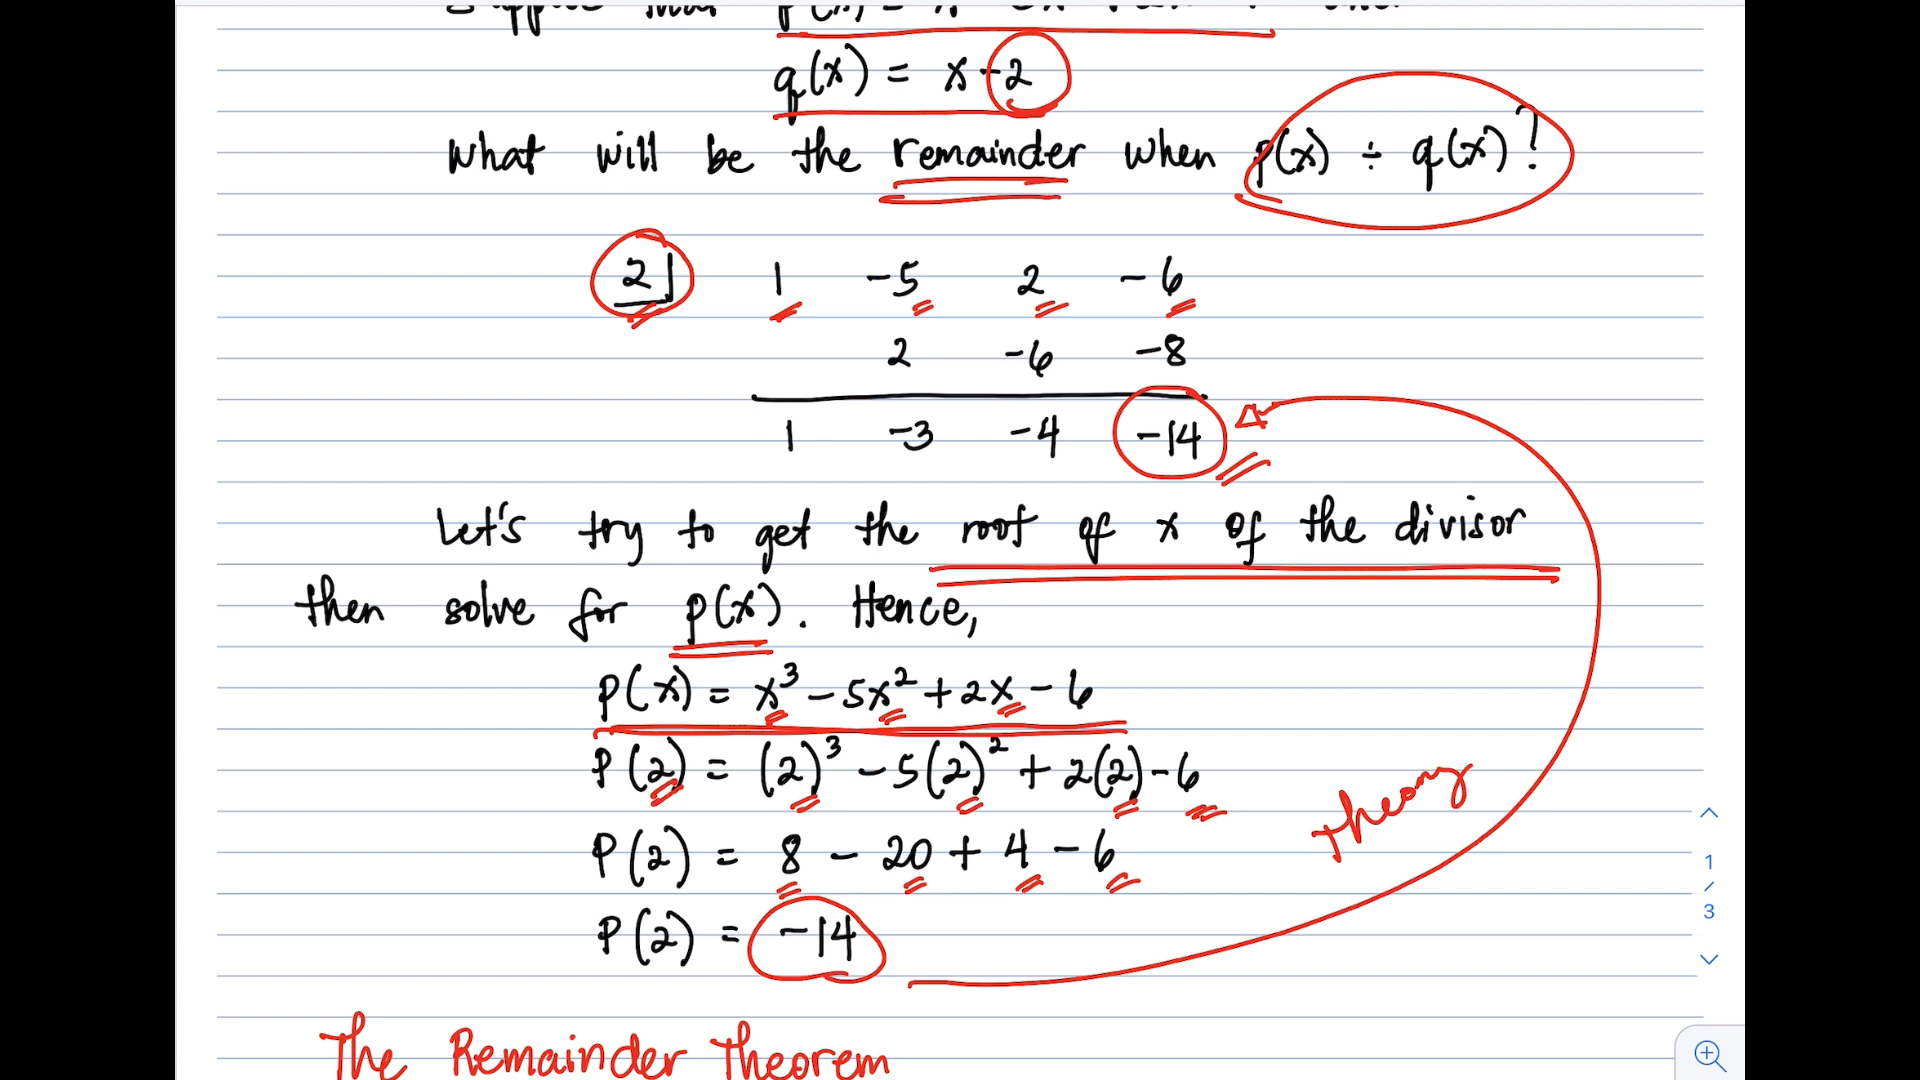 q(x) = x - 2
What will be the remainder when p(x) ÷ q(x)?
2 1 -5 2 -6
2 -6 -8
1 -3 -4 -14
Let's try to get the root of x of the divisor
then solve for p(x). Hence,
P(x) = x³ - 5x² + 2x - 6
P(2) = (2)³ - 5(2)² + 2(2) - 6
P(2) = 8 - 20 + 4 - 6
P(2) = -14
theory
1
/
3
The Remainder Theorem